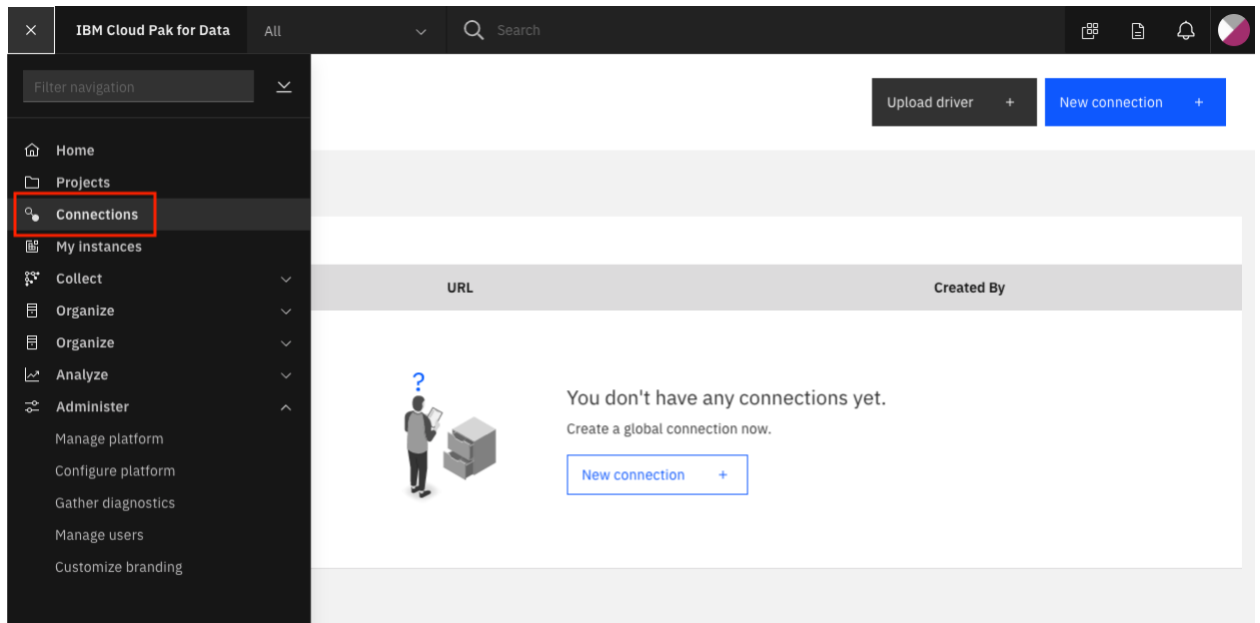 IBM Cloud Pak for Data
All
Search
Filter navigation
Upload driver +
New connection +
Home
Projects
Connections
My instances
Collect
Organize
Organize
Analyze
Administer
Manage platform
Configure platform
Gather diagnostics
Manage users
Customize branding
URL
Created By
?
You don't have any connections yet.
Create a global connection now.
New connection +